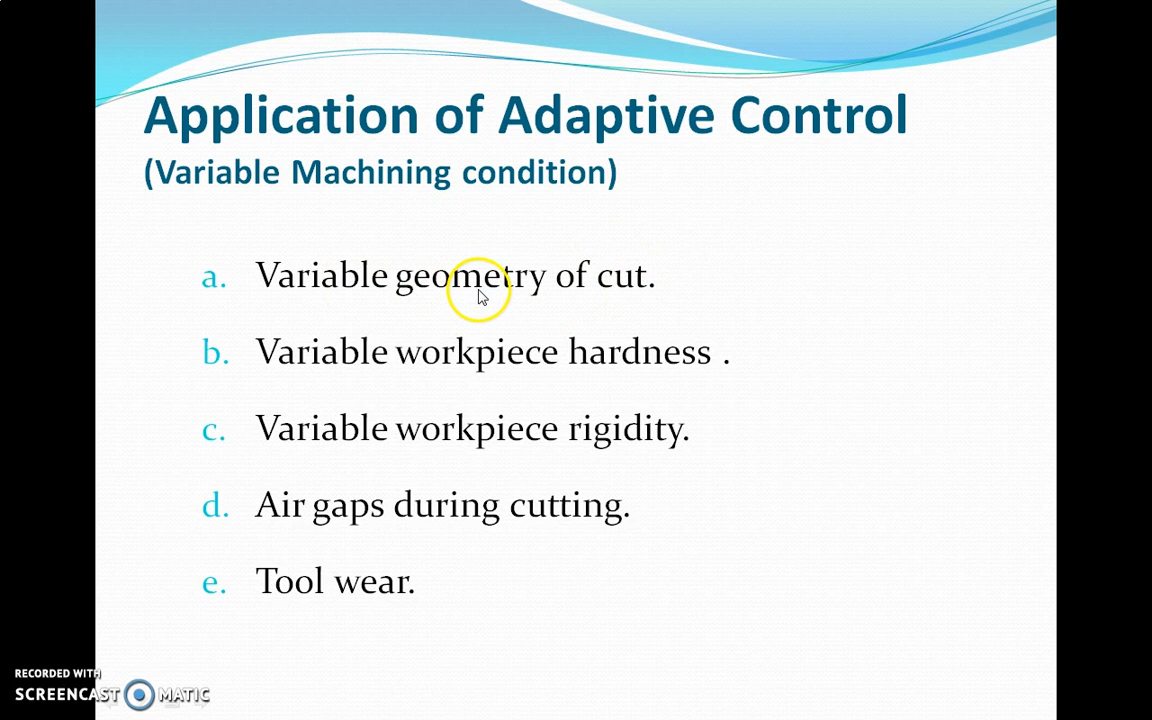 Application of Adaptive Control
(Variable Machining condition)
a. Variable geometry of cut.
b. Variable workpiece hardness .
c. Variable workpiece rigidity.
d. Air gaps during cutting.
e. Tool wear.
RECORDED WITH
SCREENCAST MATIC